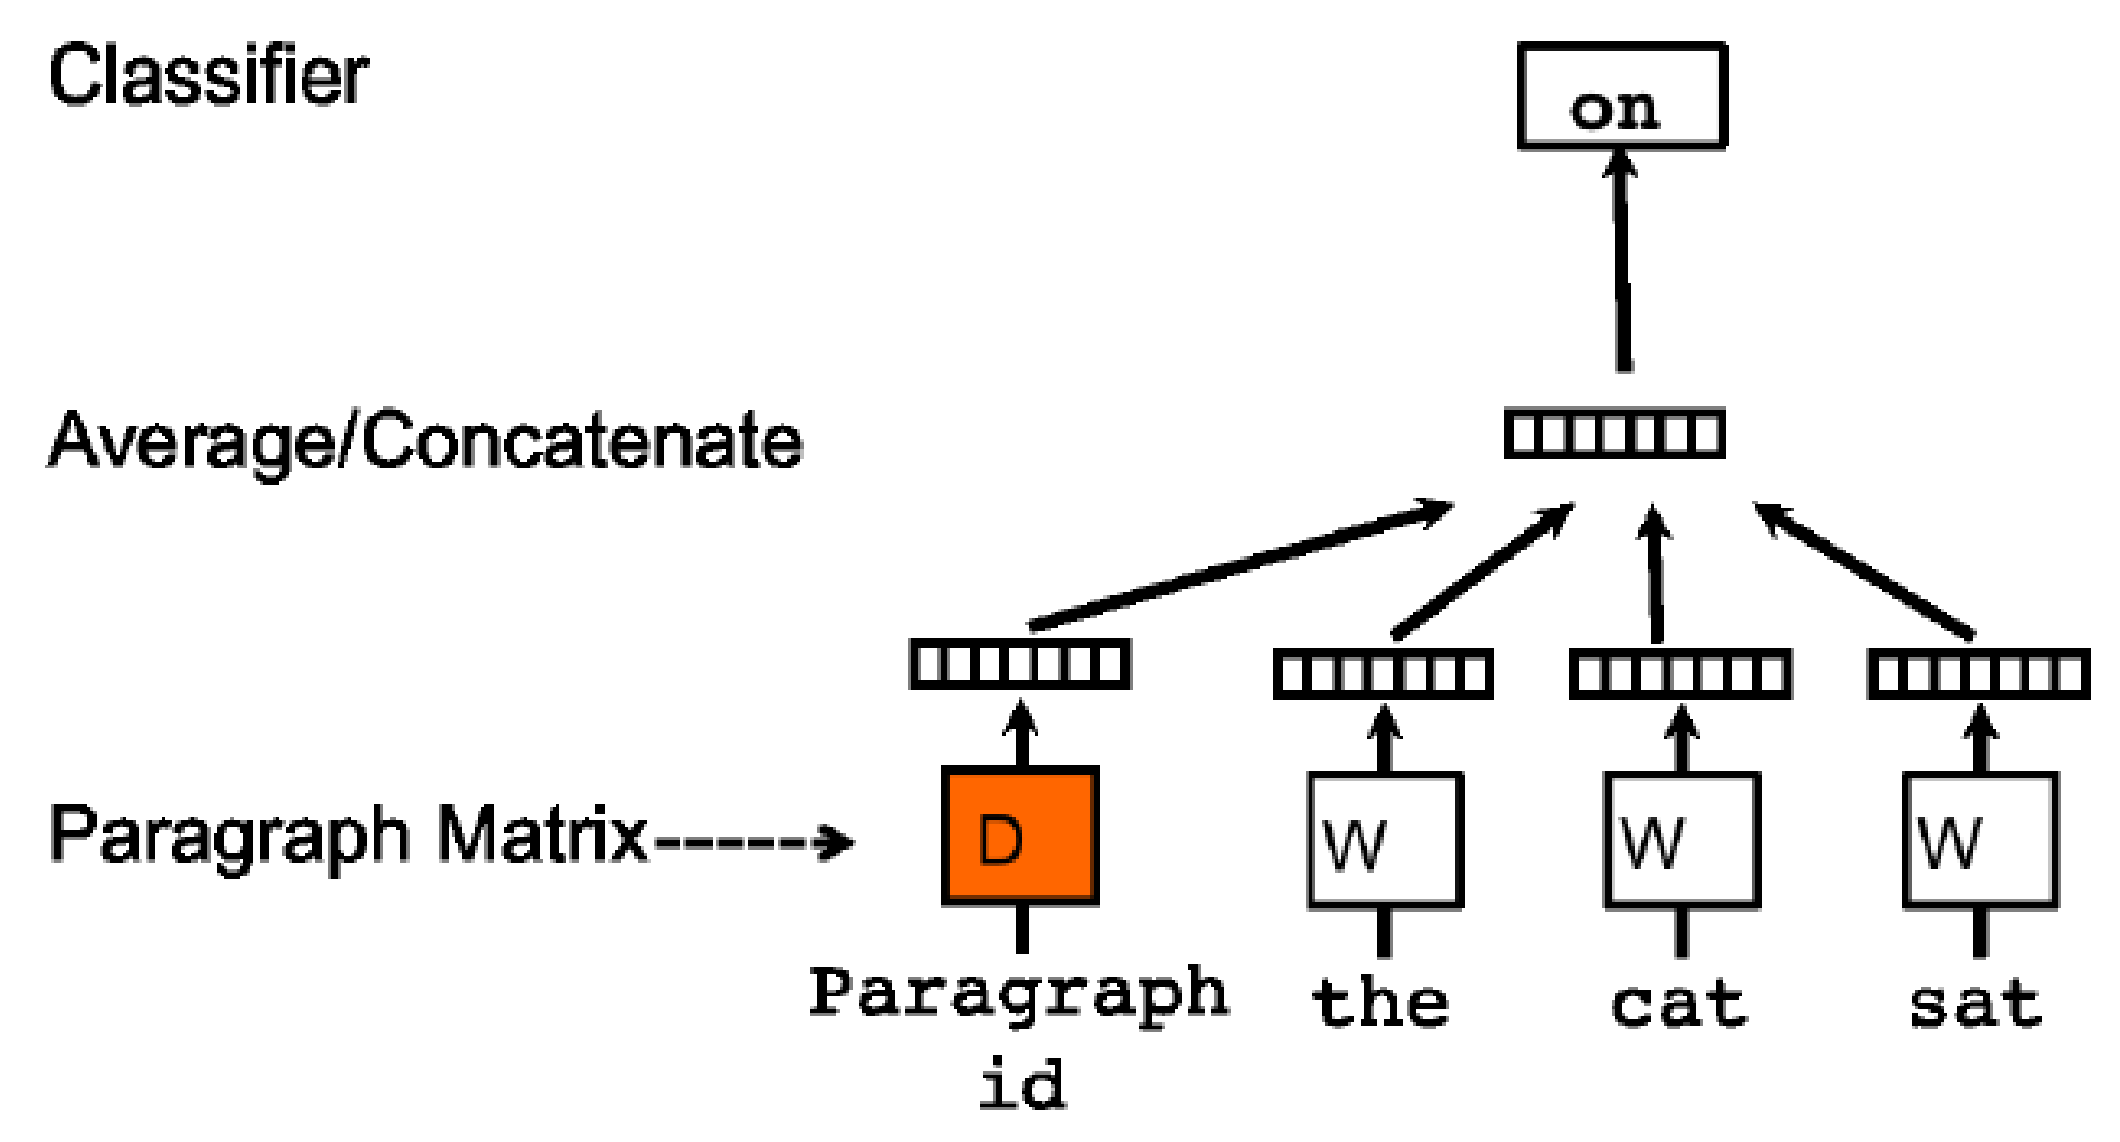 Classifier
on
Average/Concatenate
Paragraph Matrix------>
D
W
W
W
Paragraph
id
the
cat
sat